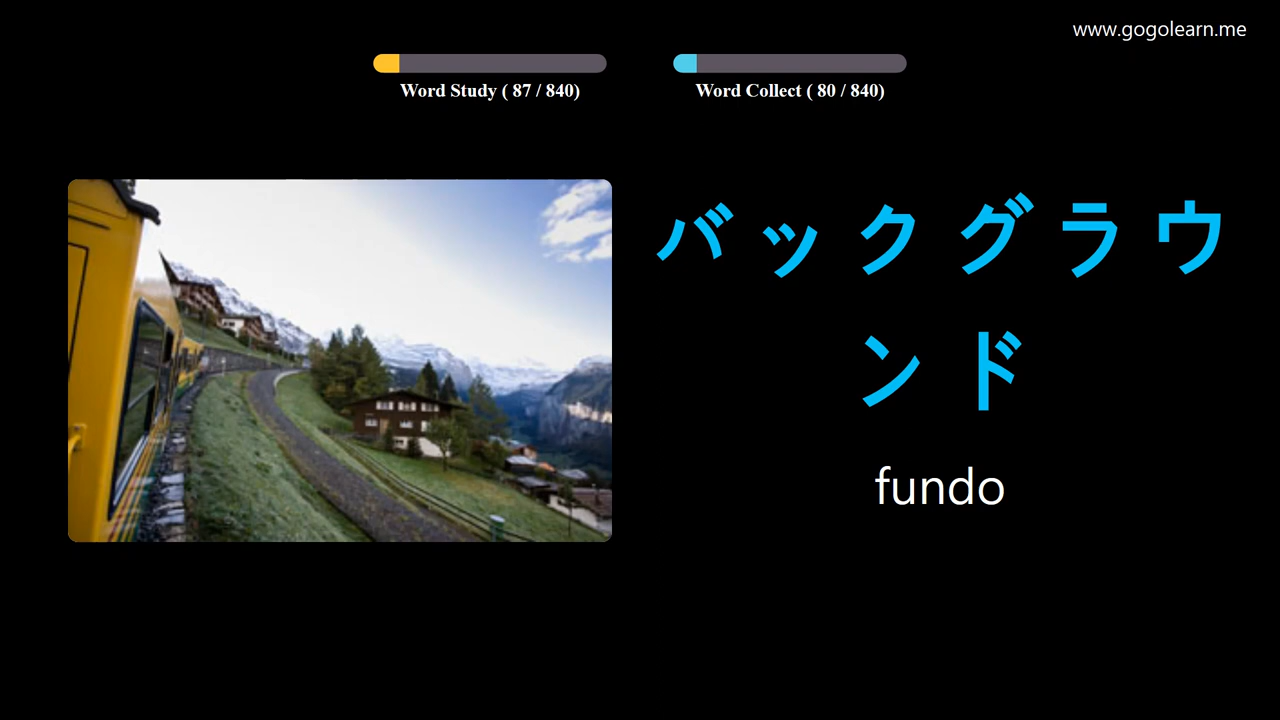 www.gogolearn.me
Word Study ( 87 / 840)
Word Collect ( 80 / 840)
バックグラウ
ンド
fundo